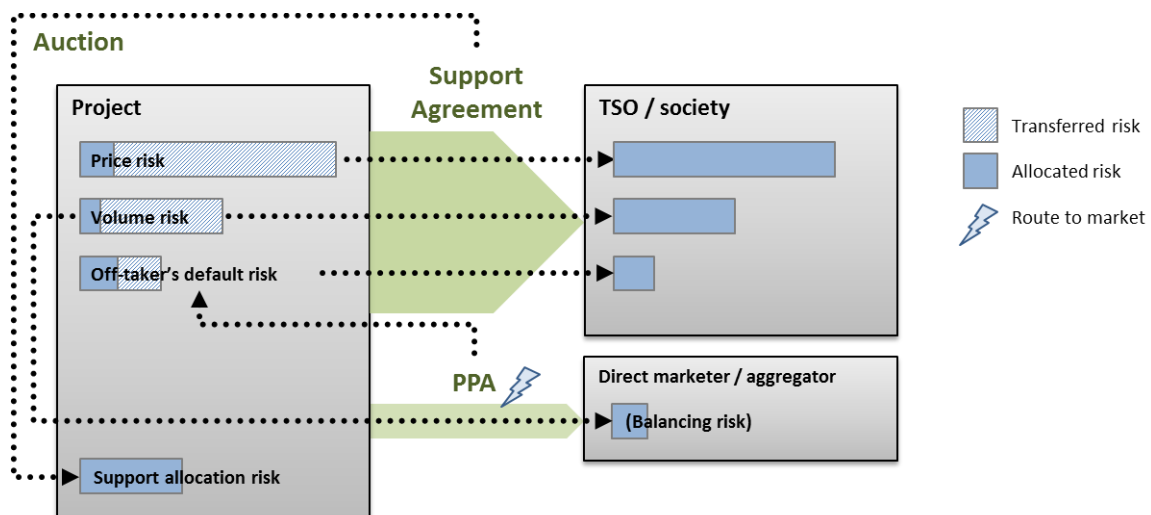 Auction
Support
Agreement
Project
Price risk
Volume risk
Off-taker's default risk
Support allocation risk
PPA
TSO / society
Direct marketer / aggregator
(Balancing risk)
Transferred risk
Allocated risk
Route to market